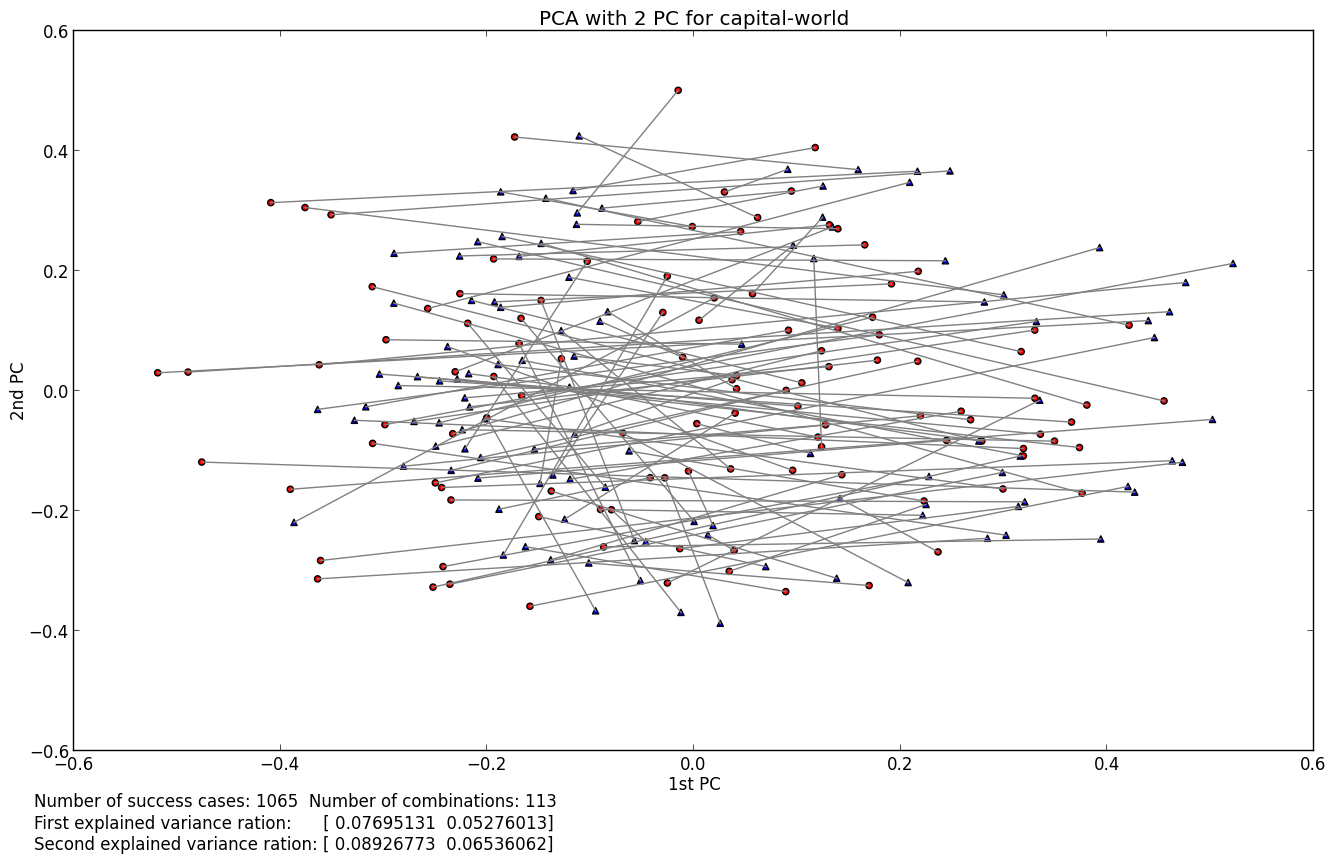 PCA with 2 PC for capital-world
0.6
0.4
0.2
0.0
−0.2
−0.4
−0.6
2nd PC
−0.6 −0.4 −0.2 0.0 0.2 0.4 0.6
1st PC
Number of success cases: 1065 Number of combinations: 113
First explained variance ration: [ 0.07695131 0.05276013]
Second explained variance ration: [ 0.08926773 0.06536062]